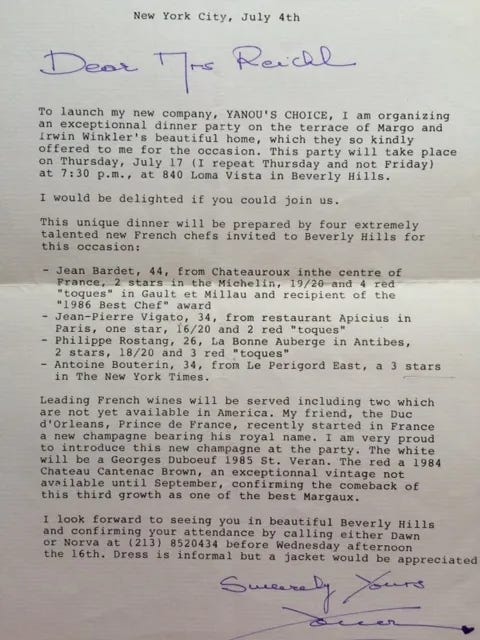 New York City, July 4th
Dear Mrs Reichl
To launch my new company, YANOU'S CHOICE, I am organizing
an exceptionnal dinner party on the terrace of Margo and
Irwin Winkler's beautiful home, which they so kindly
offered to me for the occasion. This party will take place
on Thursday, July 17 (I repeat Thursday and not Friday)
at 7:30 p.m., at 840 Loma Vista in Beverly Hills.
I would be delighted if you could join us.
This unique dinner will be prepared by four extremely
talented new French chefs invited to Beverly Hills for
this occasion:
- Jean Bardet, 44, from Chateauroux inthe centre of
France, 2 stars in the Michelin, 19/20 and 4 red
"toques" in Gault et Millau and recipient of the
"1986 Best Chef" award
- Jean-Pierre Vigato, 34, from restaurant Apicius in
Paris, one star, 16/20 and 2 red "toques"
- Philippe Rostang, 26, La Bonne Auberge in Antibes,
2 stars, 18/20 and 3 red "toques"
- Antoine Bouterin, 34, from Le Perigord East, a 3 stars
in The New York Times.
Leading French wines will be served including two which
are not yet available in America. My friend, the Duc
d'Orleans, Prince de France, recently started in France
a new champagne bearing his royal name. I am very proud
to introduce this new champagne at the party. The white
will be a Georges Duboeuf 1985 St. Veran. The red a 1984
Chateau Cantenac Brown, an exceptionnal vintage not
available until September, confirming the comeback of
this third growth as one of the best Margaux.
I look forward to seeing you in beautiful Beverly Hills
and confirming your attendance by calling either Dawn
or Norva at (213) 8520434 before Wednesday afternoon
the 16th. Dress is informal but a jacket would be appreciated
Sincerely Yours